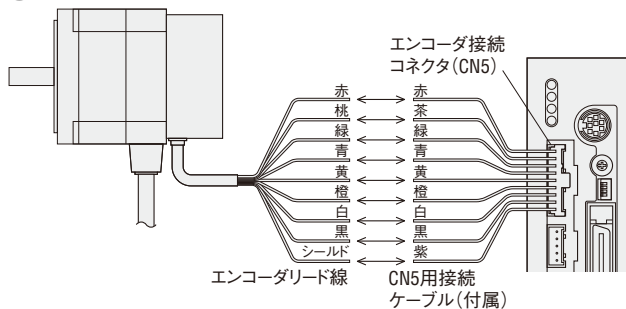 エンコーダ接続
コネクタ(CN5)
赤 赤
桃 茶
緑 緑
青 青
黄 黄
橙 橙
白 白
黒 黒
シールド 紫
エンコーダリード線
CN5用接続
ケーブル(付属)